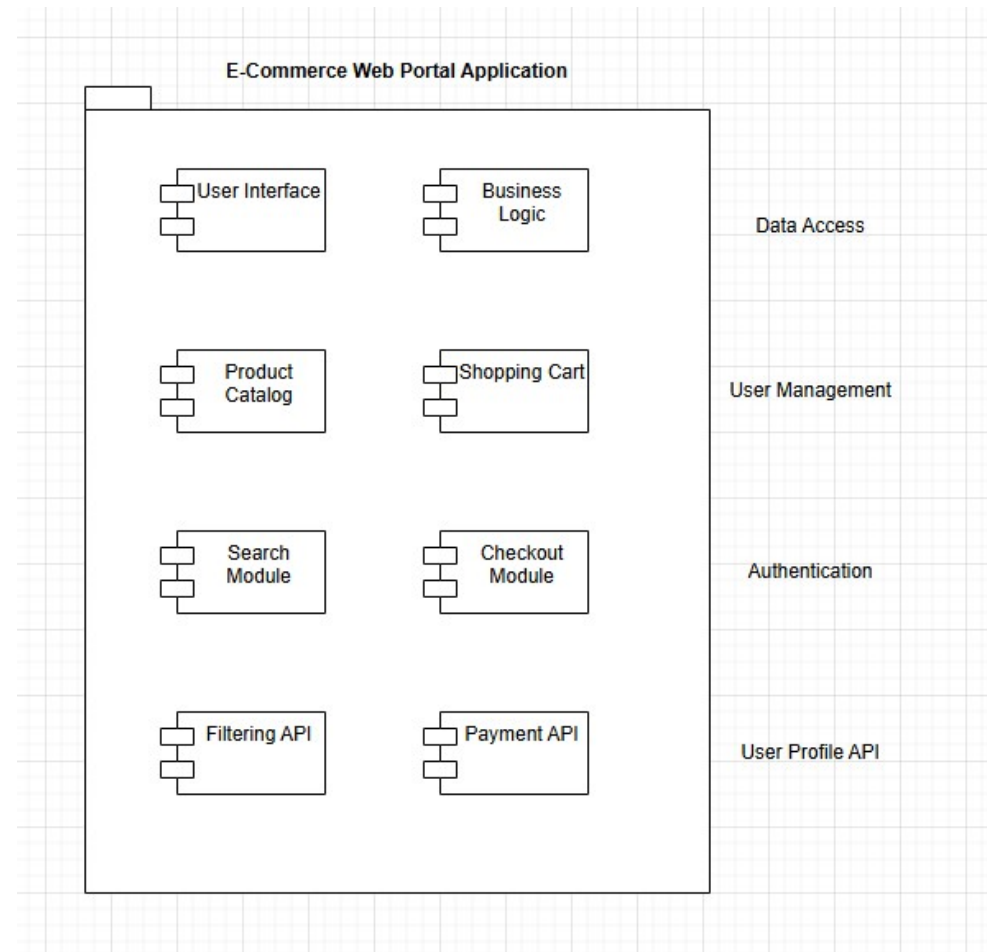 E-Commerce Web Portal Application
User Interface
Business
Logic
Data Access
Product
Catalog
Shopping Cart
User Management
Search
Module
Checkout
Module
Authentication
Filtering API
Payment API
User Profile API